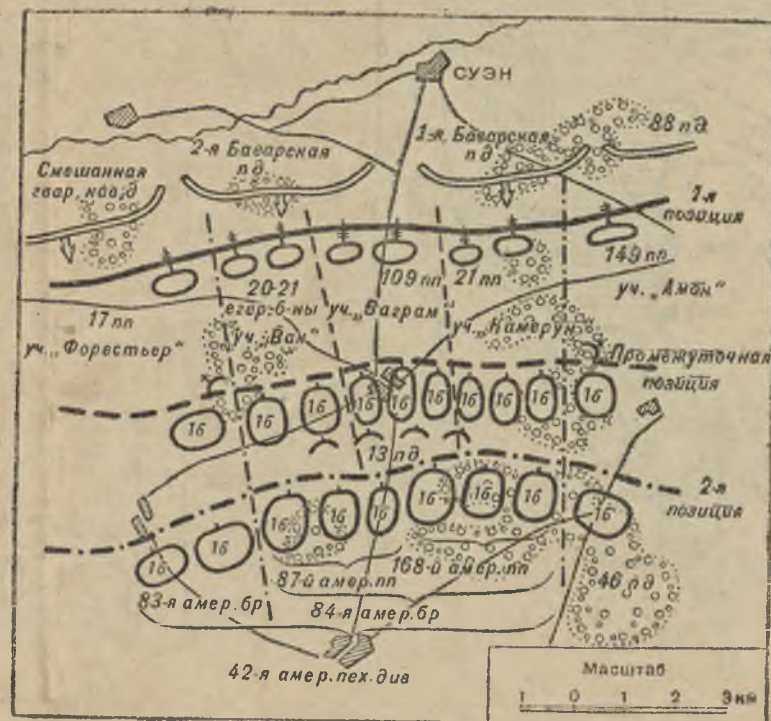 СУЭН
88 пд.
1-я, Баварская
п д.
2-я Баварская
п д.
Смешанная
гвар. кав. д
1-я
позиция
149 пп
уч. „Аман"
109 пп
21 пп
20-21
егер. б-ны
уч. „Ваграм"
уч. „Камерун
17 пп
уч. „Форестьер"
уч. „Ван"
Промежуточная
позиция
1б
1б
1б
1б
1б
1б
1б
1б
1б
1б
13 пд
2-я
позиция
1б
1б
1б
1б
1б
1б
1б
1б
1б
87-й амер. пп
168-й амер. пп
46 пд
83-я амер. бр
84-я амер. бр
42-я амер. пех. див
Масштаб
1 0 1 2 3 км